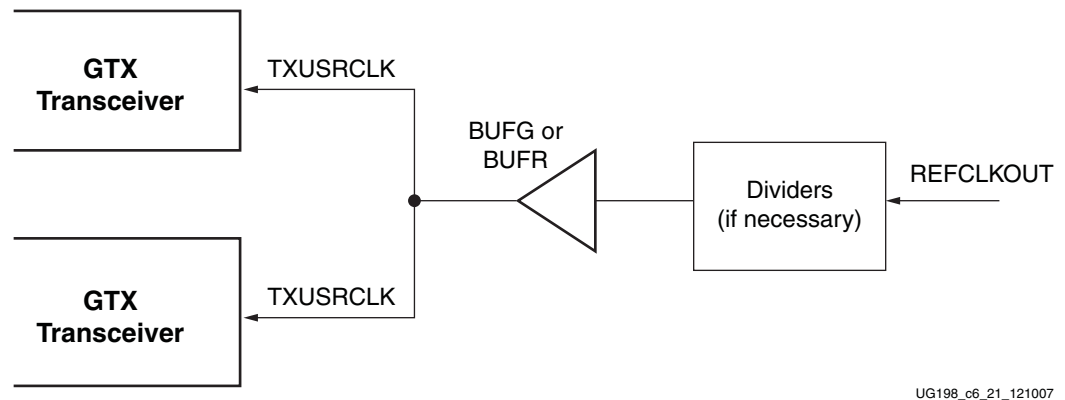 GTX
Transceiver
TXUSRCLK
BUFG or
BUFR
Dividers
(if necessary)
REFCLKOUT
GTX
Transceiver
TXUSRCLK
UG198_c6_21_121007